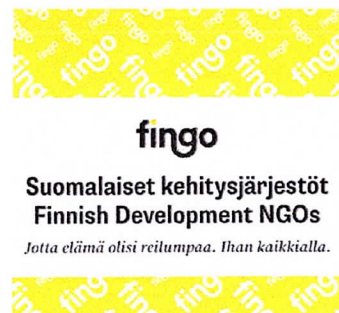 fingo
Suomalaiset kehitysjärjestöt
Finnish Development NGOs
Jotta elämä olisi reilumpaa. Ihan kaikkialla.